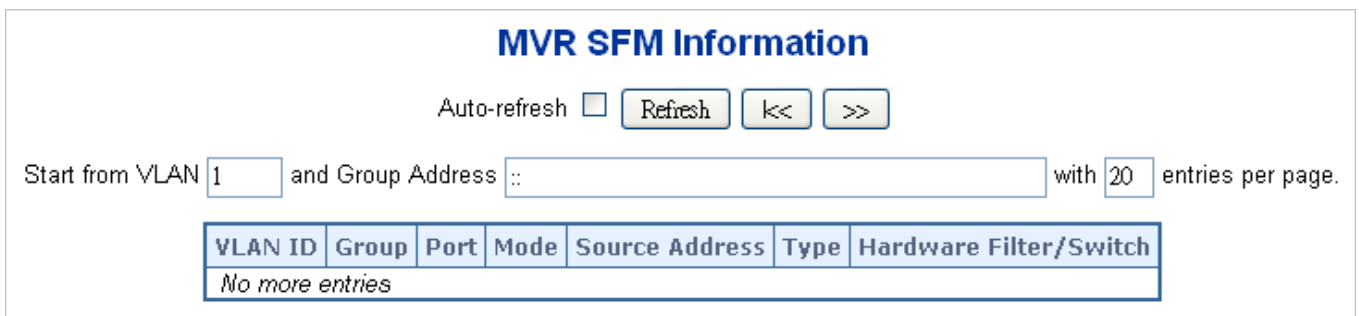 MVR SFM Information
Auto-refresh Refresh |<< >>
Start from VLAN 1 and Group Address :: with 20 entries per page.
VLAN ID Group Port Mode Source Address Type Hardware Filter/Switch
No more entries